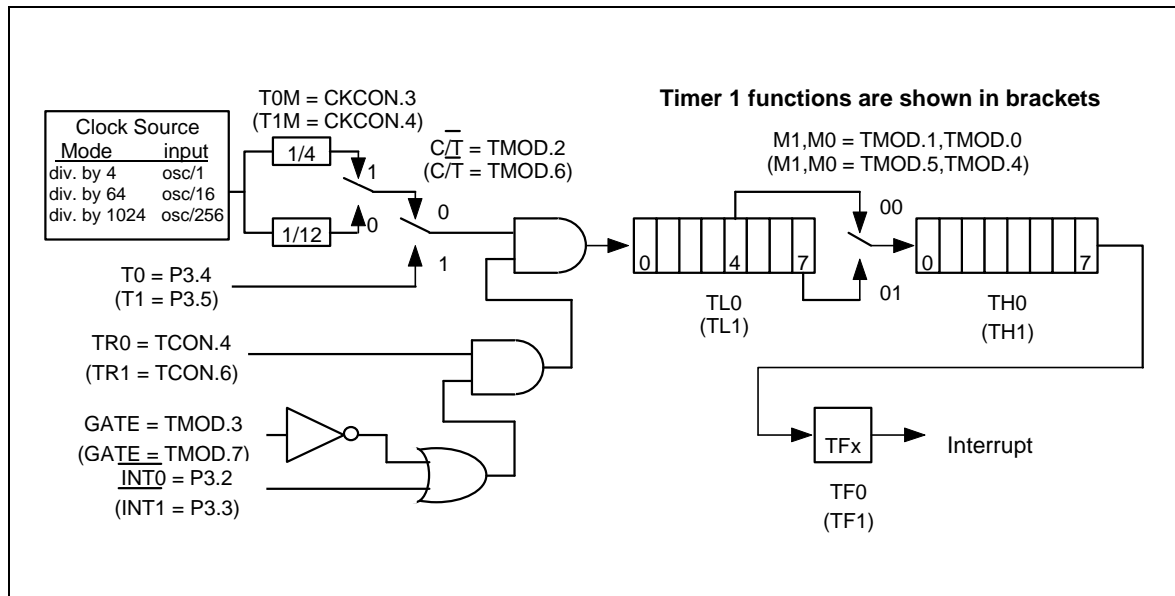 T0M = CKCON.3
(T1M = CKCON.4)
Timer 1 functions are shown in brackets
Clock Source
Mode input
div. by 4 osc/1
div. by 64 osc/16
div. by 1024 osc/256
1/4
1/12
1
0
C/T̅ = TMOD.2
(C/T̅ = TMOD.6)
0
1
M1,M0 = TMOD.1,TMOD.0
(M1,M0 = TMOD.5,TMOD.4)
00
01
0 4 7
TL0
(TL1)
0 7
TH0
(TH1)
T0 = P3.4
(T1 = P3.5)
TR0 = TCON.4
(TR1 = TCON.6)
GATE = TMOD.3
(GATE = TMOD.7)
I̅N̅T̅0̅ = P3.2
(I̅N̅T̅1̅ = P3.3)
TFx
Interrupt
TF0
(TF1)